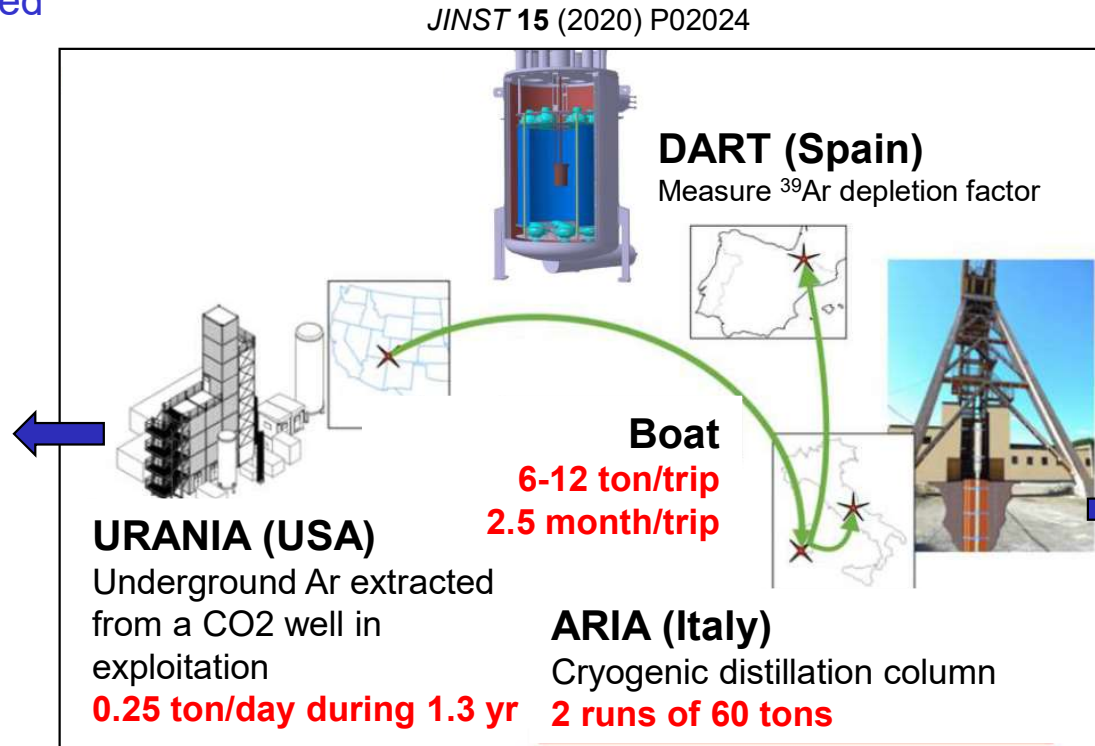 ed
JINST 15 (2020) P02024
DART (Spain)
Measure ³⁹Ar depletion factor
Boat
6-12 ton/trip
2.5 month/trip
URANIA (USA)
Underground Ar extracted
from a CO2 well in
exploitation
0.25 ton/day during 1.3 yr
ARIA (Italy)
Cryogenic distillation column
2 runs of 60 tons